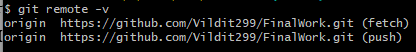 $ git remote -v
origin  https://github.com/Vildit299/FinalWork.git (fetch)
origin  https://github.com/Vildit299/FinalWork.git (push)